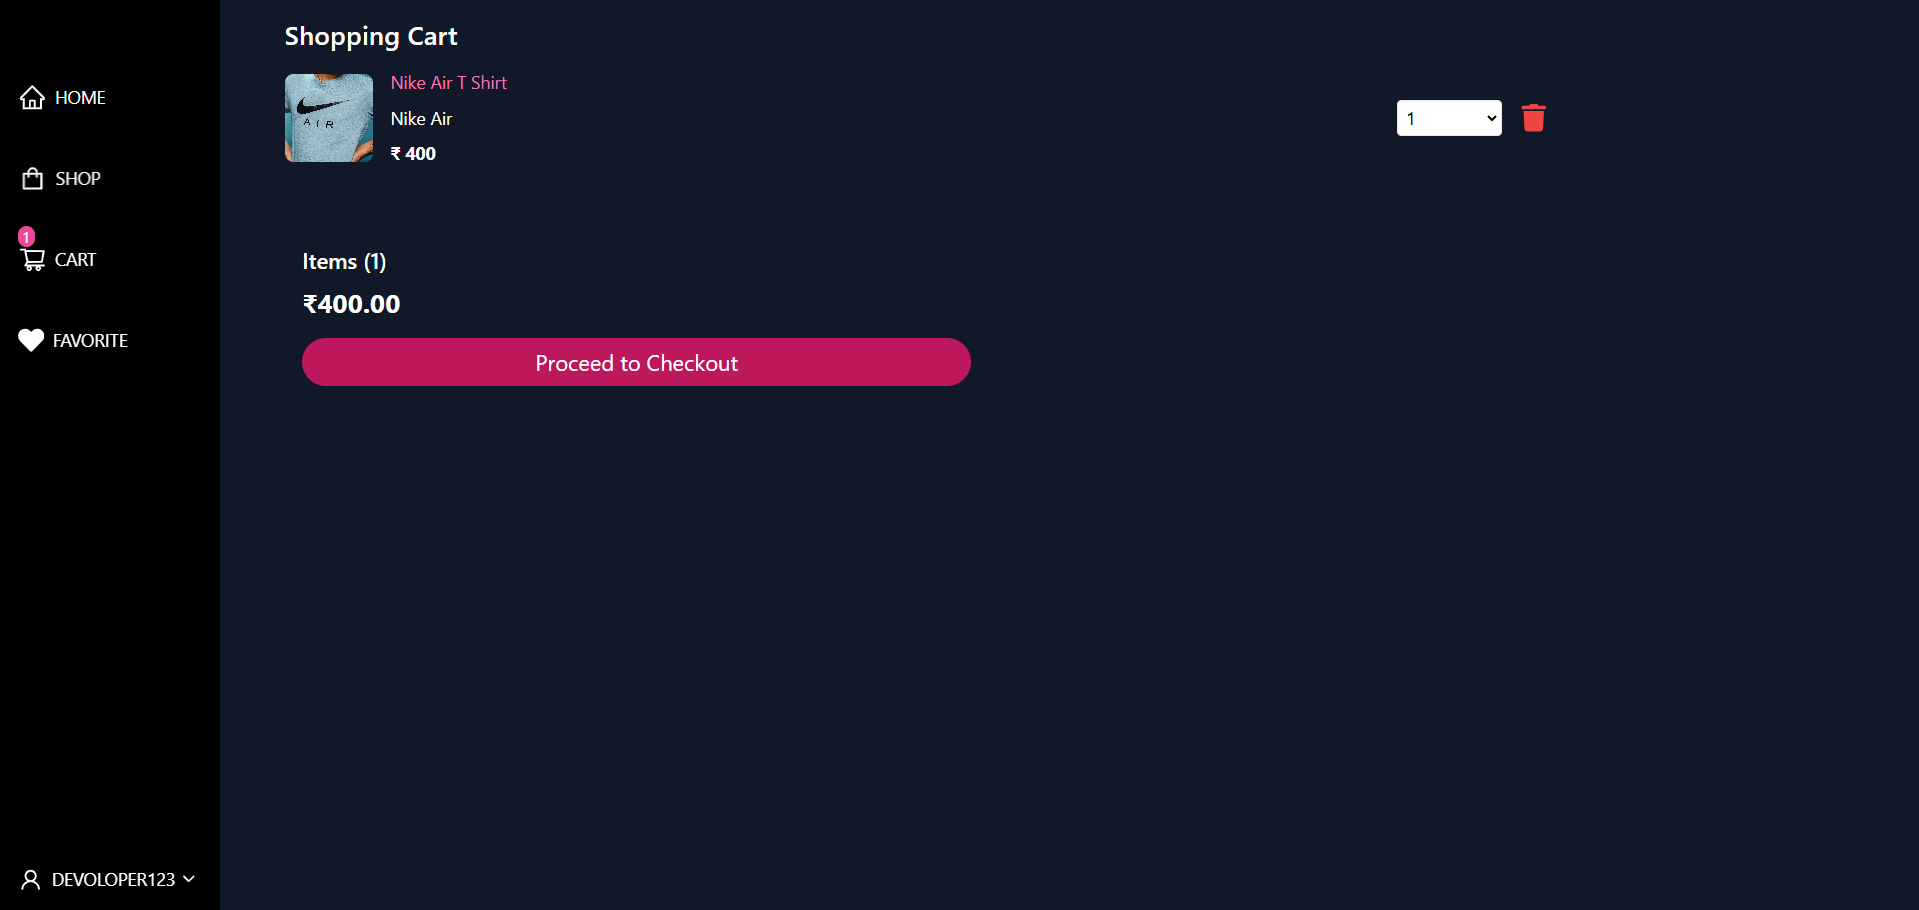 HOME
SHOP
1
CART
FAVORITE
DEVOLOPER123
Shopping Cart
AIR
Nike Air T Shirt
Nike Air
₹ 400
1
Items (1)
₹400.00
Proceed to Checkout